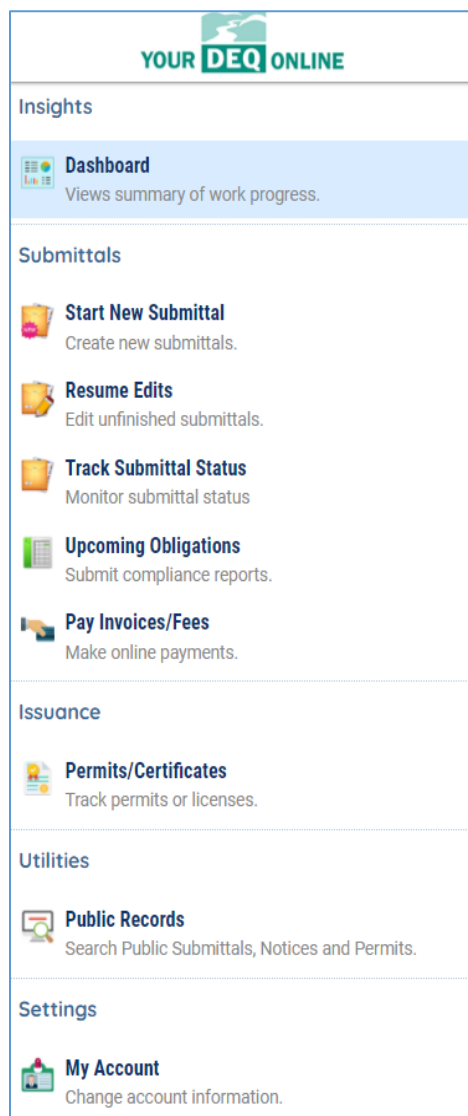 YOUR DEQ ONLINE
Insights
Dashboard
Views summary of work progress.
Submittals
Start New Submittal
Create new submittals.
Resume Edits
Edit unfinished submittals.
Track Submittal Status
Monitor submittal status
Upcoming Obligations
Submit compliance reports.
Pay Invoices/Fees
Make online payments.
Issuance
Permits/Certificates
Track permits or licenses.
Utilities
Public Records
Search Public Submittals, Notices and Permits.
Settings
My Account
Change account information.